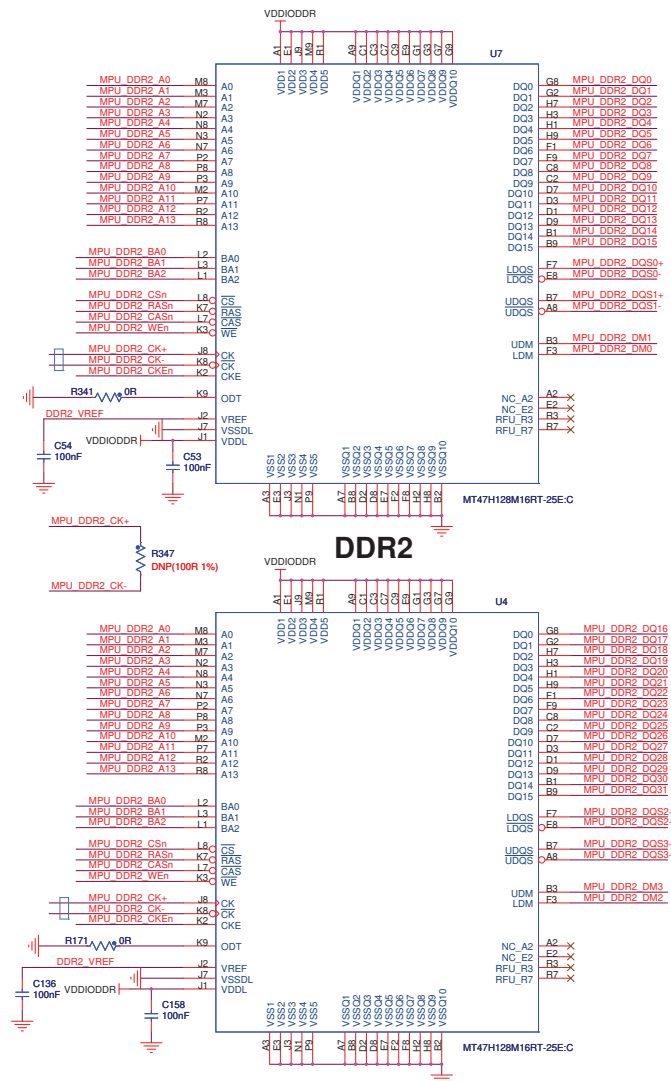 VDDIODDR
A1 E1 J9 M9 R1 A9 C1 C3 C7 C9 E9 G1 G3 G7 G9
U7
VDD1 VDD2 VDD3 VDD4 VDD5 VDDQ1 VDDQ2 VDDQ3 VDDQ4 VDDQ5 VDDQ6 VDDQ7 VDDQ8 VDDQ9 VDDQ10
MPU_DDR2_A0 M8 A0 DQ0 G8 MPU_DDR2_DQ0
MPU_DDR2_A1 M3 A1 DQ1 G2 MPU_DDR2_DQ1
MPU_DDR2_A2 M7 A2 DQ2 H7 MPU_DDR2_DQ2
MPU_DDR2_A3 N2 A3 DQ3 H3 MPU_DDR2_DQ3
MPU_DDR2_A4 N8 A4 DQ4 H1 MPU_DDR2_DQ4
MPU_DDR2_A5 N3 A5 DQ5 H9 MPU_DDR2_DQ5
MPU_DDR2_A6 N7 A6 DQ6 F1 MPU_DDR2_DQ6
MPU_DDR2_A7 P2 A7 DQ7 F9 MPU_DDR2_DQ7
MPU_DDR2_A8 P8 A8 DQ8 C8 MPU_DDR2_DQ8
MPU_DDR2_A9 P3 A9 DQ9 C2 MPU_DDR2_DQ9
MPU_DDR2_A10 M2 A10 DQ10 D7 MPU_DDR2_DQ10
MPU_DDR2_A11 P7 A11 DQ11 D3 MPU_DDR2_DQ11
MPU_DDR2_A12 R2 A12 DQ12 D1 MPU_DDR2_DQ12
MPU_DDR2_A13 R8 A13 DQ13 D9 MPU_DDR2_DQ13
DQ14 B1 MPU_DDR2_DQ14
DQ15 B9 MPU_DDR2_DQ15
MPU_DDR2_BA0 L2 BA0
MPU_DDR2_BA1 L3 BA1 LDQS F7 MPU_DDR2_DQS0+
MPU_DDR2_BA2 L1 BA2 LDQS E8 MPU_DDR2_DQS0-
MPU_DDR2_CSn L8 CS UDQS B7 MPU_DDR2_DQS1+
MPU_DDR2_RASn K7 RAS UDQS A8 MPU_DDR2_DQS1-
MPU_DDR2_CASn L7 CAS
MPU_DDR2_WEn K3 WE
MPU_DDR2_CK+ J8 CK UDM B3 MPU_DDR2_DM1
MPU_DDR2_CK- K8 CK LDM F3 MPU_DDR2_DM0
MPU_DDR2_CKEn K2 CKE
R341 0R K9 ODT NC_A2 A2
NC_E2 E2
DDR2_VREF J2 VREF RFU_R3 R3
J7 VSSDL RFU_R7 R7
VDDIODDR J1 VDDL
C54 100nF
C53 100nF
VSS1 VSS2 VSS3 VSS4 VSS5 VSSQ1 VSSQ2 VSSQ3 VSSQ4 VSSQ5 VSSQ6 VSSQ7 VSSQ8 VSSQ9 VSSQ10
A3 E3 J3 N1 P9 A7 B8 D2 D8 E7 F2 F8 H2 H8 B2
MT47H128M16RT-25E:C
MPU_DDR2_CK+
R347
DNP(100R 1%)
MPU_DDR2_CK-
DDR2
VDDIODDR
A1 E1 J9 M9 R1 A9 C1 C3 C7 C9 E9 G1 G3 G7 G9
U4
VDD1 VDD2 VDD3 VDD4 VDD5 VDDQ1 VDDQ2 VDDQ3 VDDQ4 VDDQ5 VDDQ6 VDDQ7 VDDQ8 VDDQ9 VDDQ10
MPU_DDR2_A0 M8 A0 DQ0 G8 MPU_DDR2_DQ16
MPU_DDR2_A1 M3 A1 DQ1 G2 MPU_DDR2_DQ17
MPU_DDR2_A2 M7 A2 DQ2 H7 MPU_DDR2_DQ18
MPU_DDR2_A3 N2 A3 DQ3 H3 MPU_DDR2_DQ19
MPU_DDR2_A4 N8 A4 DQ4 H1 MPU_DDR2_DQ20
MPU_DDR2_A5 N3 A5 DQ5 H9 MPU_DDR2_DQ21
MPU_DDR2_A6 N7 A6 DQ6 F1 MPU_DDR2_DQ22
MPU_DDR2_A7 P2 A7 DQ7 F9 MPU_DDR2_DQ23
MPU_DDR2_A8 P8 A8 DQ8 C8 MPU_DDR2_DQ24
MPU_DDR2_A9 P3 A9 DQ9 C2 MPU_DDR2_DQ25
MPU_DDR2_A10 M2 A10 DQ10 D7 MPU_DDR2_DQ26
MPU_DDR2_A11 P7 A11 DQ11 D3 MPU_DDR2_DQ27
MPU_DDR2_A12 R2 A12 DQ12 D1 MPU_DDR2_DQ28
MPU_DDR2_A13 R8 A13 DQ13 D9 MPU_DDR2_DQ29
DQ14 B1 MPU_DDR2_DQ30
DQ15 B9 MPU_DDR2_DQ31
MPU_DDR2_BA0 L2 BA0
MPU_DDR2_BA1 L3 BA1 LDQS F7 MPU_DDR2_DQS2-
MPU_DDR2_BA2 L1 BA2 LDQS E8 MPU_DDR2_DQS2-
MPU_DDR2_CSn L8 CS UDQS B7 MPU_DDR2_DQS3-
MPU_DDR2_RASn K7 RAS UDQS A8 MPU_DDR2_DQS3-
MPU_DDR2_CASn L7 CAS
MPU_DDR2_WEn K3 WE
MPU_DDR2_CK+ J8 CK UDM B3 MPU_DDR2_DM3
MPU_DDR2_CK- K8 CK LDM F3 MPU_DDR2_DM2
MPU_DDR2_CKEn K2 CKE
R171 0R K9 ODT NC_A2 A2
NC_E2 E2
DDR2_VREF J2 VREF RFU_R3 R3
J7 VSSDL RFU_R7 R7
VDDIODDR J1 VDDL
C136 100nF
C158 100nF
VSS1 VSS2 VSS3 VSS4 VSS5 VSSQ1 VSSQ2 VSSQ3 VSSQ4 VSSQ5 VSSQ6 VSSQ7 VSSQ8 VSSQ9 VSSQ10
A3 E3 J3 N1 P9 A7 B8 D2 D8 E7 F2 F8 H2 H8 B2
MT47H128M16RT-25E:C